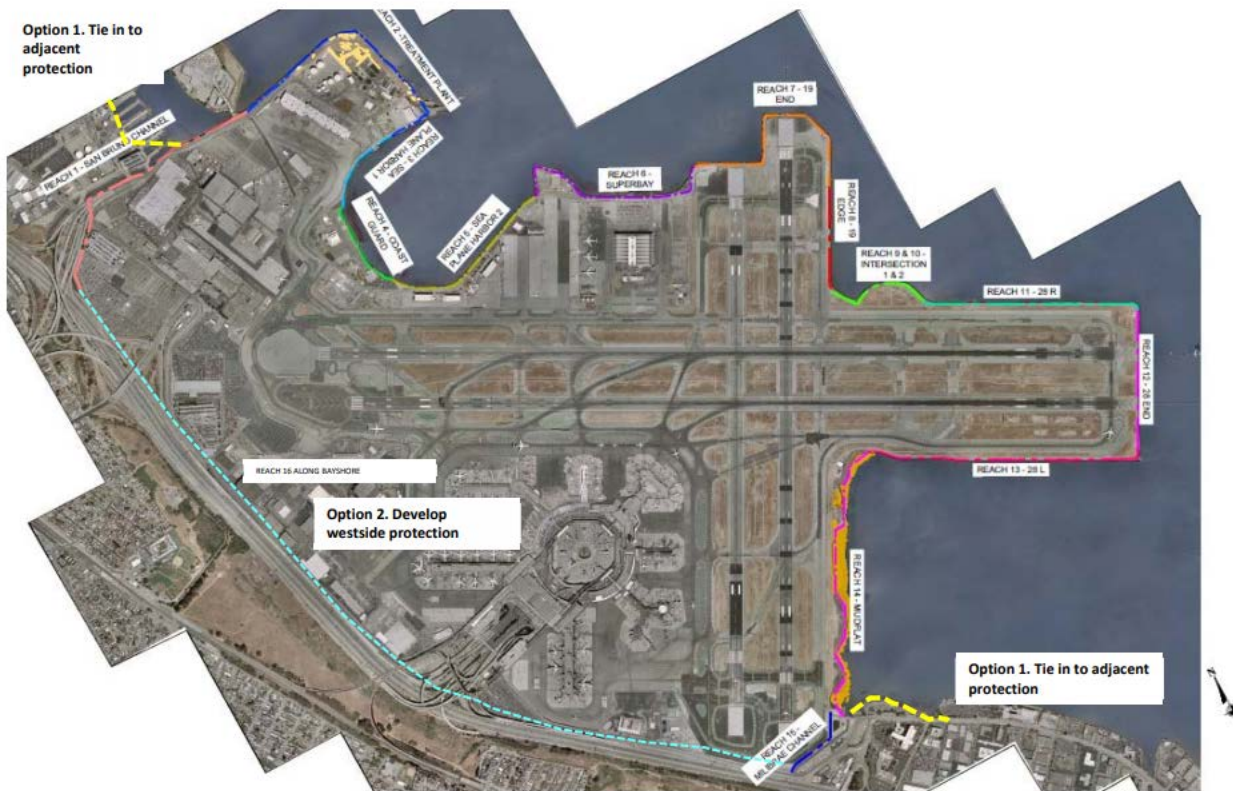 Option 1. Tie in to
adjacent
protection
REACH 2 -TREATMENT PLANT
REACH 1 - SAN BRUNO CHANNEL
REACH 3 - SEA
PLANE HARBOR 1
REACH 4 - COAST
GUARD
REACH 5 - SEA
PLANE HARBOR 2
REACH 6 -
SUPERBAY
REACH 7 - 19
END
REACH 8 - 19
EDGE
REACH 9 & 10 -
INTERSECTION
1 & 2
REACH 11 - 28 R
REACH 12 - 28 END
REACH 13 - 28 L
REACH 16 ALONG BAYSHORE
Option 2. Develop
westside protection
REACH 14 - MUDFLAT
Option 1. Tie in to adjacent
protection
REACH 15 -
MILLBRAE CHANNEL